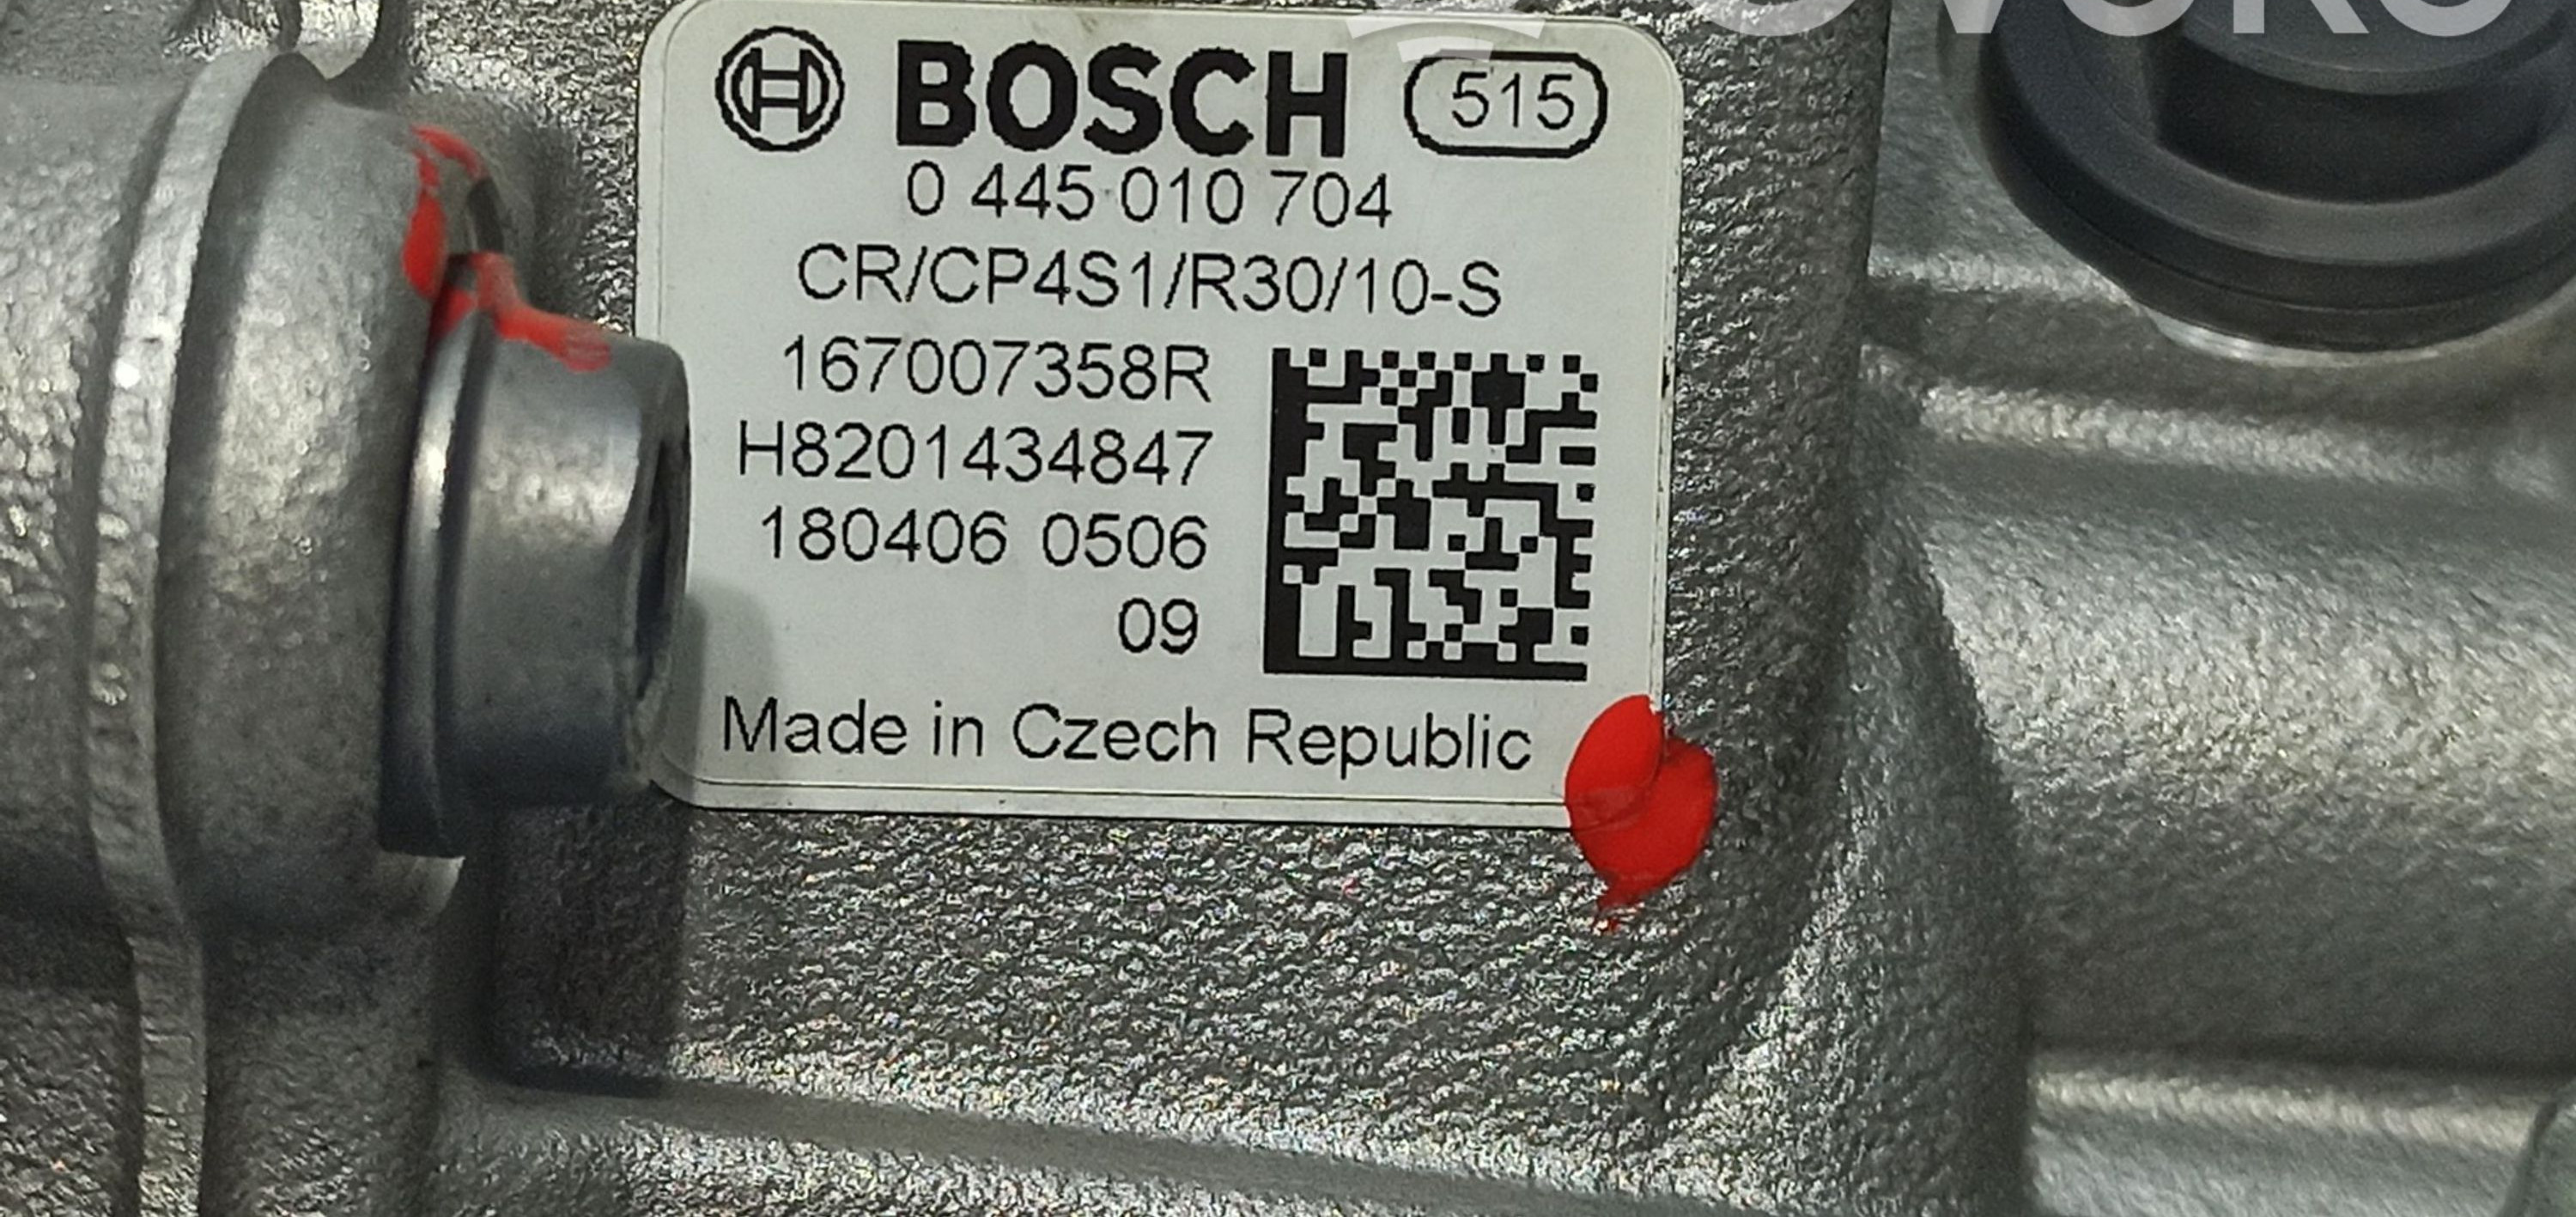 BOSCH 515
0 445 010 704
CR/CP4S1/R30/10-S
167007358R
H8201434847
180406 0506
09
Made in Czech Republic